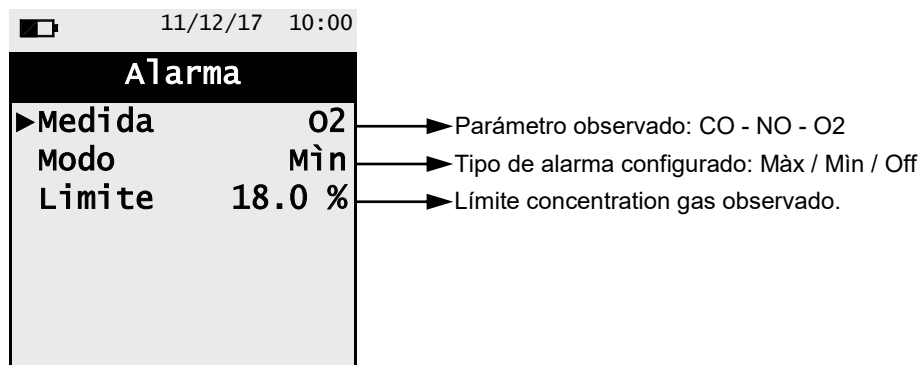 11/12/17 10:00
Alarma
Medida O2
Modo Mìn
Limite 18.0 %
Parámetro observado: CO - NO - O2
Tipo de alarma configurado: Màx / Mìn / Off
Límite concentration gas observado.